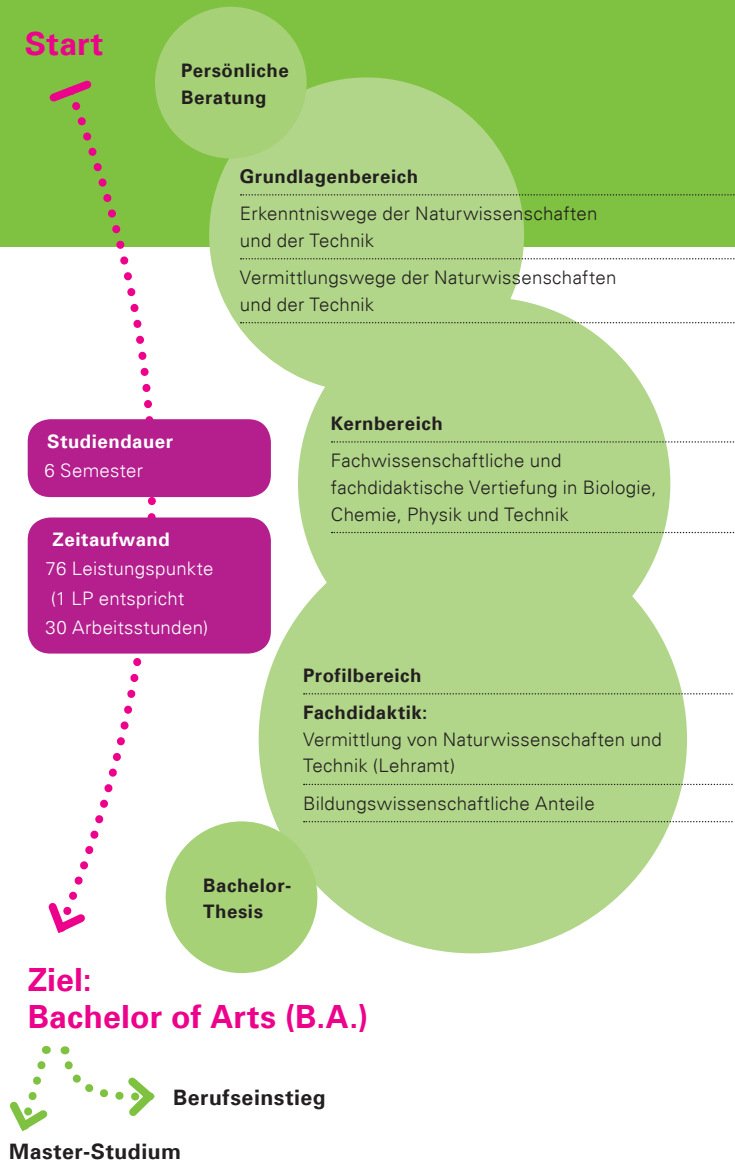 Start
Persönliche
Beratung
Grundlagenbereich
Erkenntniswege der Naturwissenschaften
und der Technik
Vermittlungswege der Naturwissenschaften
und der Technik
Studiendauer
6 Semester
Kernbereich
Fachwissenschaftliche und
fachdidaktische Vertiefung in Biologie,
Chemie, Physik und Technik
Zeitaufwand
76 Leistungspunkte
(1 LP entspricht
30 Arbeitsstunden)
Profilbereich
Fachdidaktik:
Vermittlung von Naturwissenschaften und
Technik (Lehramt)
Bildungswissenschaftliche Anteile
Bachelor-
Thesis
Ziel:
Bachelor of Arts (B.A.)
Berufseinstieg
Master-Studium